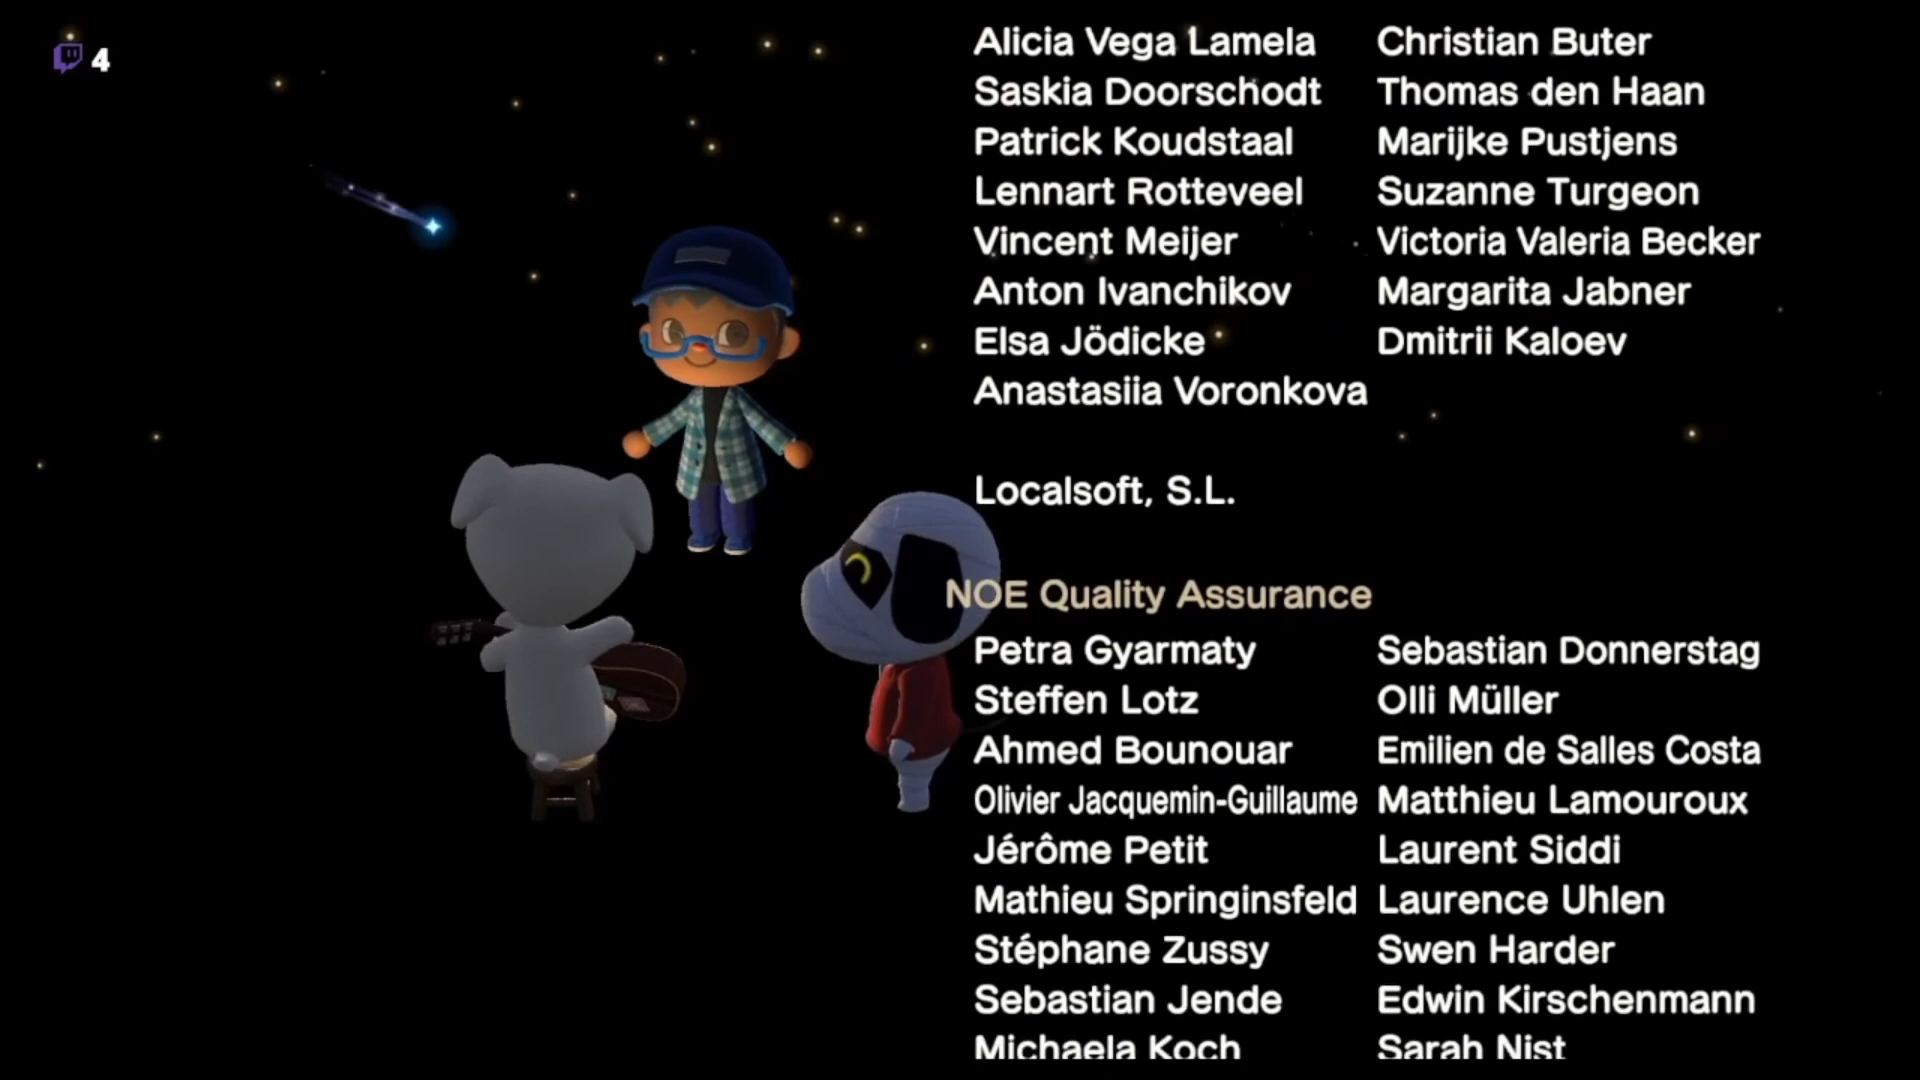 4
Alicia Vega Lamela Christian Buter
Saskia Doorschodt Thomas den Haan
Patrick Koudstaal Marijke Pustjens
Lennart Rotteveel Suzanne Turgeon
Vincent Meijer Victoria Valeria Becker
Anton Ivanchikov Margarita Jabner
Elsa Jödicke Dmitrii Kaloev
Anastasiia Voronkova
Localsoft, S.L.
NOE Quality Assurance
Petra Gyarmaty Sebastian Donnerstag
Steffen Lotz Olli Müller
Ahmed Bounouar Emilien de Salles Costa
Olivier Jacquemin-Guillaume Matthieu Lamouroux
Jérôme Petit Laurent Siddi
Mathieu Springinsfeld Laurence Uhlen
Stéphane Zussy Swen Harder
Sebastian Jende Edwin Kirschenmann
Michaela Koch Sarah Nist